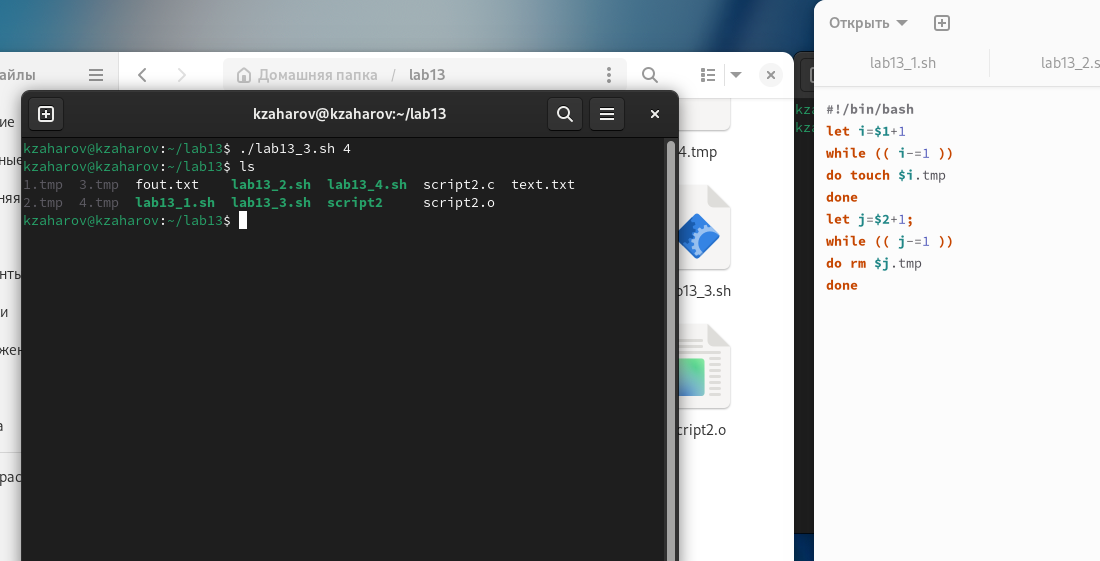 Открыть
lab13_1.sh
lab13_2.s
айлы
Домашняя папка / lab13
kzaharov@kzaharov:~/lab13
kzaharov@kzaharov:~/lab13$ ./lab13_3.sh 4
kzaharov@kzaharov:~/lab13$ ls
1.tmp 3.tmp fout.txt lab13_2.sh lab13_4.sh script2.c text.txt
2.tmp 4.tmp lab13_1.sh lab13_3.sh script2 script2.o
kzaharov@kzaharov:~/lab13$
4.tmp
b13_3.sh
cript2.o
ие
ные
няя
нты
и
жен
а
рас
kza
kza
#!/bin/bash
let i=$1+1
while (( i-=1 ))
do touch $i.tmp
done
let j=$2+1;
while (( j-=1 ))
do rm $j.tmp
done